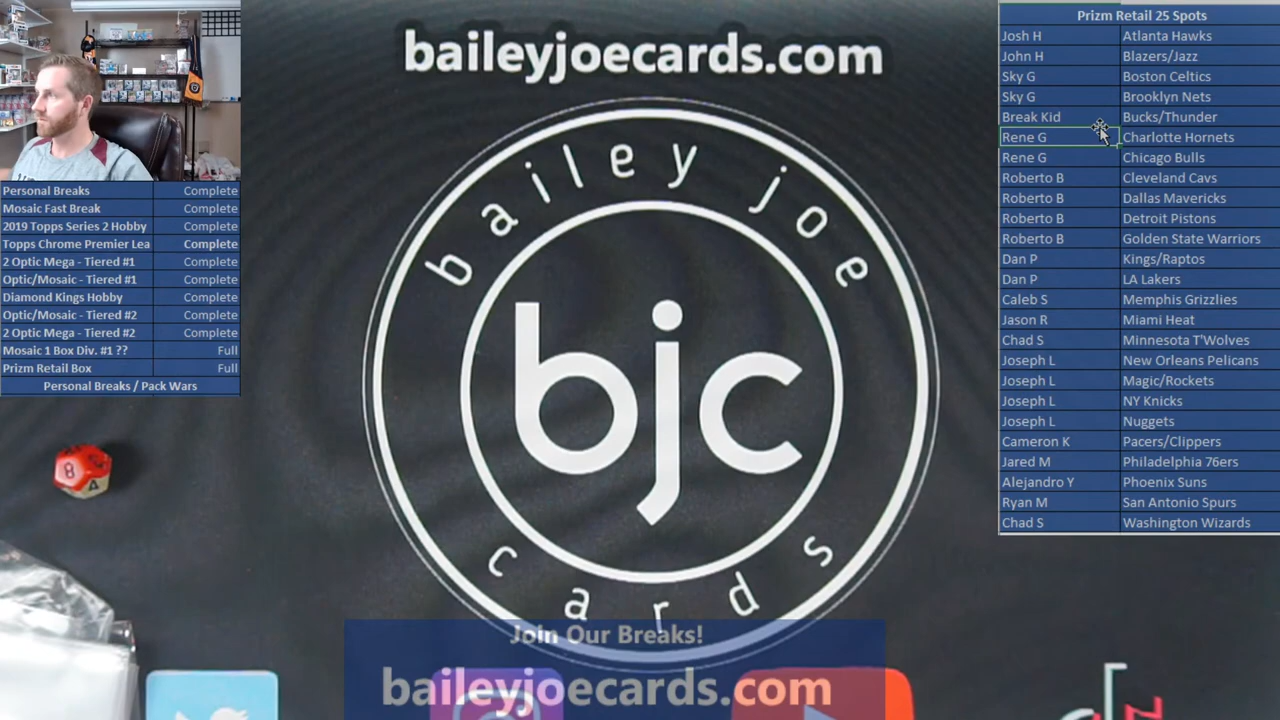 baileyjoecards.com
Personal Breaks Complete
Mosaic Fast Break Complete
2019 Topps Series 2 Hobby Complete
Topps Chrome Premier Lea Complete
2 Optic Mega - Tiered #1 Complete
Optic/Mosaic - Tiered #1 Complete
Diamond Kings Hobby Complete
Optic/Mosaic - Tiered #2 Complete
2 Optic Mega - Tiered #2 Complete
Mosaic 1 Box Div. #1 ?? Full
Prizm Retail Box Full
Personal Breaks / Pack Wars
8
bailey joe
bjc
cards
Join Our Breaks!
baileyjoecards.com
Prizm Retail 25 Spots
Josh H Atlanta Hawks
John H Blazers/Jazz
Sky G Boston Celtics
Sky G Brooklyn Nets
Break Kid Bucks/Thunder
Rene G Charlotte Hornets
Rene G Chicago Bulls
Roberto B Cleveland Cavs
Roberto B Dallas Mavericks
Roberto B Detroit Pistons
Roberto B Golden State Warriors
Dan P Kings/Raptos
Dan P LA Lakers
Caleb S Memphis Grizzlies
Jason R Miami Heat
Chad S Minnesota T'Wolves
Joseph L New Orleans Pelicans
Joseph L Magic/Rockets
Joseph L NY Knicks
Joseph L Nuggets
Cameron K Pacers/Clippers
Jared M Philadelphia 76ers
Alejandro Y Phoenix Suns
Ryan M San Antonio Spurs
Chad S Washington Wizards